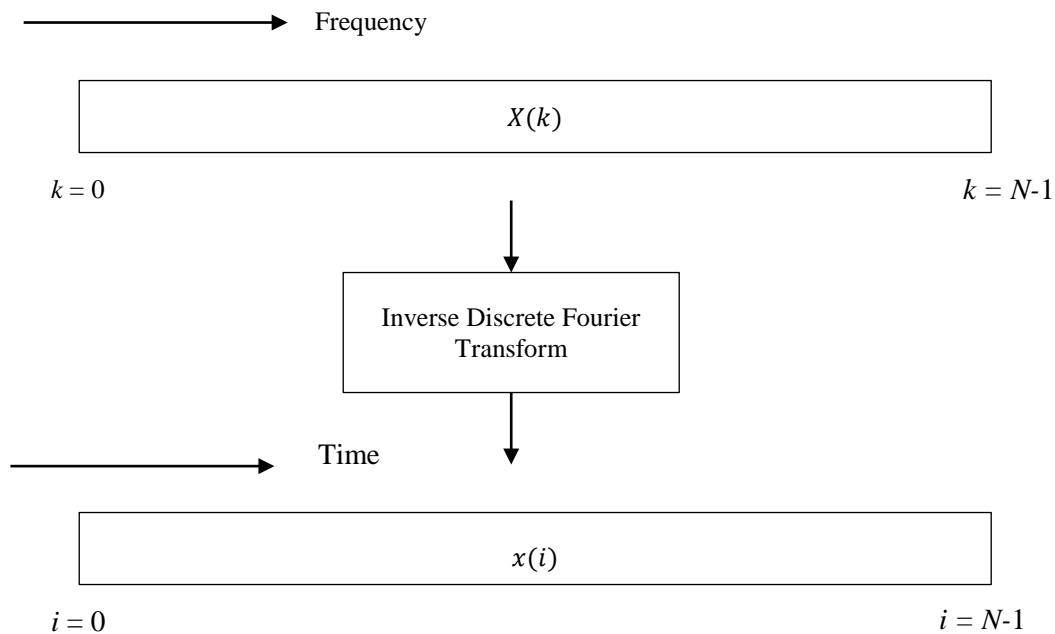 Frequency
X(k)
k = 0
k = N-1
Inverse Discrete Fourier
Transform
Time
x(i)
i = 0
i = N-1